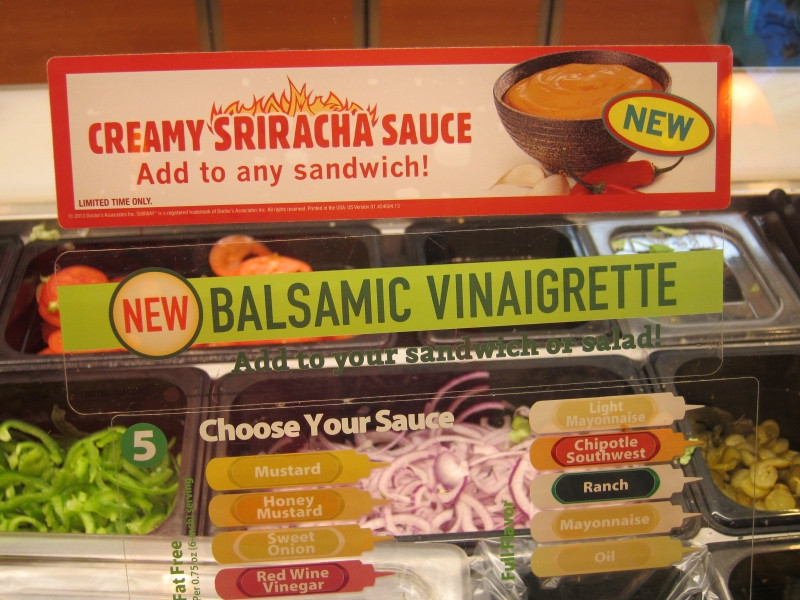 CREAMY SRIRACHA SAUCE
NEW
Add to any sandwich!
LIMITED TIME ONLY.
NEW BALSAMIC VINAIGRETTE
Add to your sandwich or salad!
5 Choose Your Sauce
Fat Free
Mustard
Honey
Mustard
Sweet
Onion
Red Wine
Vinegar
Full Flavor
Light
Mayonnaise
Chipotle
Southwest
Ranch
Mayonnaise
Oil